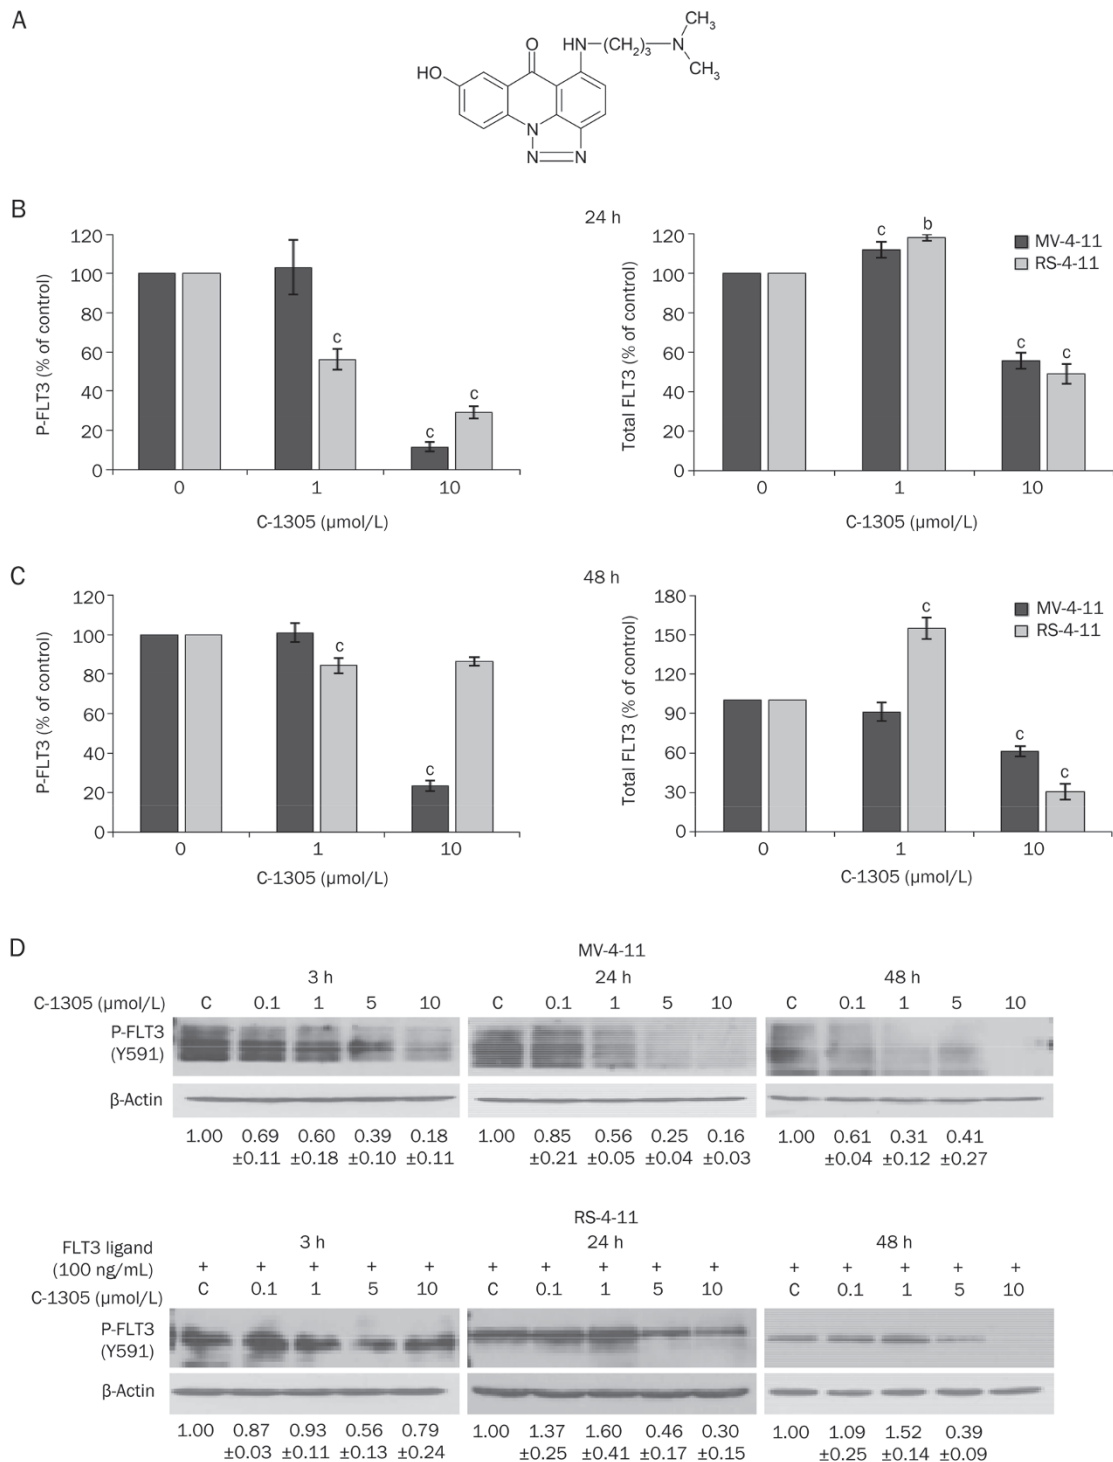 A
O
HN—(CH2)3—N
CH3
CH3
HO
N
N
N
B
24 h
P-FLT3 (% of control)
120
100
80
60
40
20
0
c
c
c
0 1 10
C-1305 (µmol/L)
Total FLT3 (% of control)
120
100
80
60
40
20
0
c b
c c
MV-4-11
RS-4-11
0 1 10
C-1305 (µmol/L)
C
48 h
P-FLT3 (% of control)
120
100
80
60
40
20
0
c
c
0 1 10
C-1305 (µmol/L)
Total FLT3 (% of control)
180
150
120
90
60
30
0
c
c
c
MV-4-11
RS-4-11
0 1 10
C-1305 (µmol/L)
D
MV-4-11
3 h 24 h 48 h
C-1305 (µmol/L) C 0.1 1 5 10 C 0.1 1 5 10 C 0.1 1 5 10
P-FLT3
(Y591)
β-Actin
1.00 0.69 0.60 0.39 0.18 1.00 0.85 0.56 0.25 0.16 1.00 0.61 0.31 0.41
±0.11 ±0.18 ±0.10 ±0.11 ±0.21 ±0.05 ±0.04 ±0.03 ±0.04 ±0.12 ±0.27
RS-4-11
3 h 24 h 48 h
FLT3 ligand
(100 ng/mL) + + + + + + + + + + + + + + +
C-1305 (µmol/L) C 0.1 1 5 10 C 0.1 1 5 10 C 0.1 1 5 10
P-FLT3
(Y591)
β-Actin
1.00 0.87 0.93 0.56 0.79 1.00 1.37 1.60 0.46 0.30 1.00 1.09 1.52 0.39
±0.03 ±0.11 ±0.13 ±0.24 ±0.25 ±0.41 ±0.17 ±0.15 ±0.25 ±0.14 ±0.09